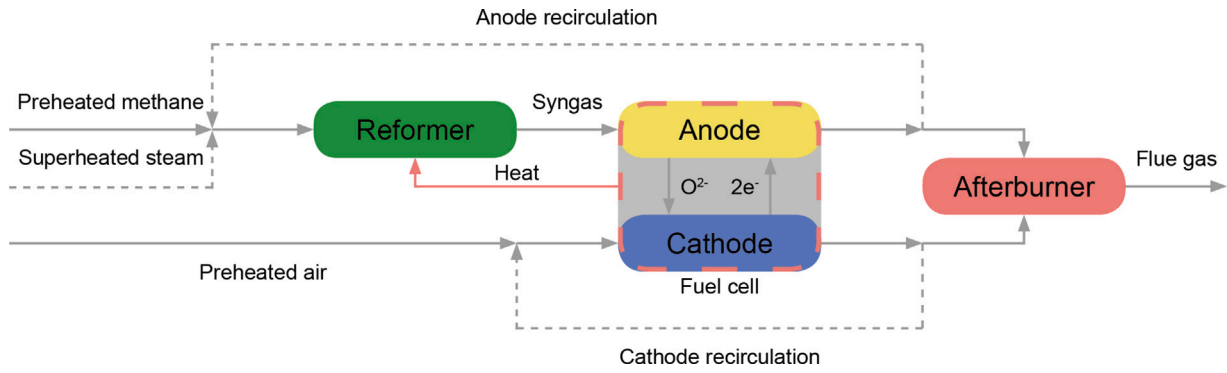 Anode recirculation
Preheated methane
Syngas
Reformer
Anode
Superheated steam
Flue gas
Heat
O²⁻ 2e⁻
Afterburner
Cathode
Preheated air
Fuel cell
Cathode recirculation